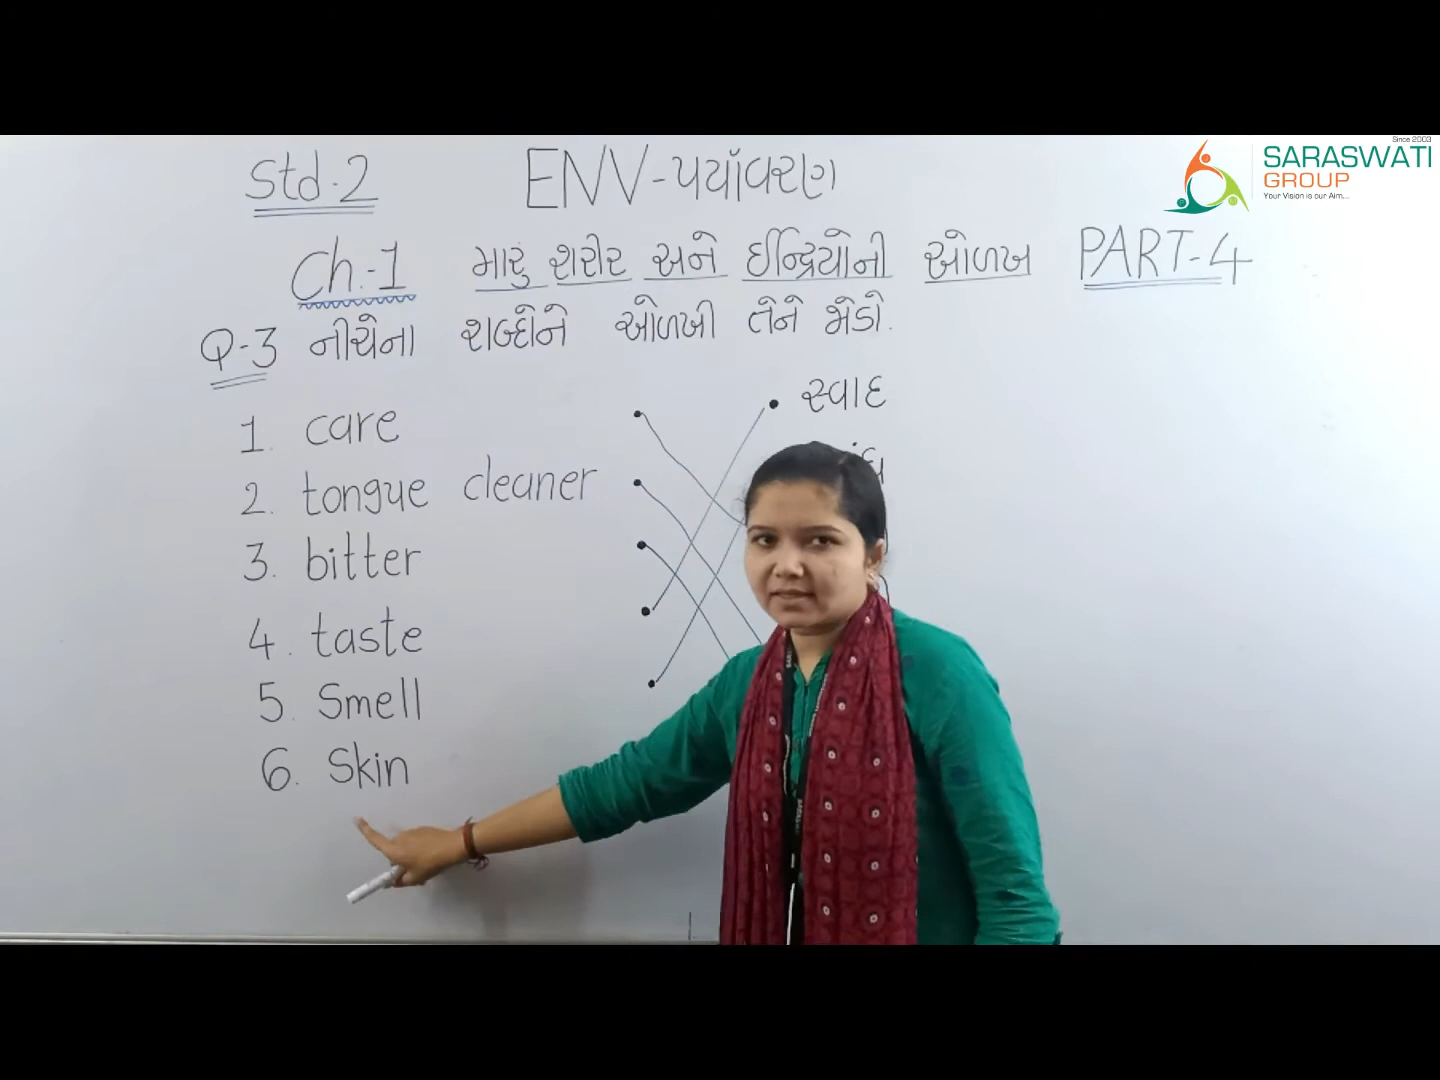 Since 2003
SARASWATI
GROUP
Your Vision is our Aim...
Std.2 ENV-પર્યાવરણ
Ch.-1 મારું શરીર અને ઈન્દ્રિયોની ઓળખ PART-4
Q-3 નીચેના શબ્દોને ઓળખી તેને જોડો.
1. care
સ્વાદ
2. tongue cleaner
3. bitter
4. taste
5. Smell
6. Skin